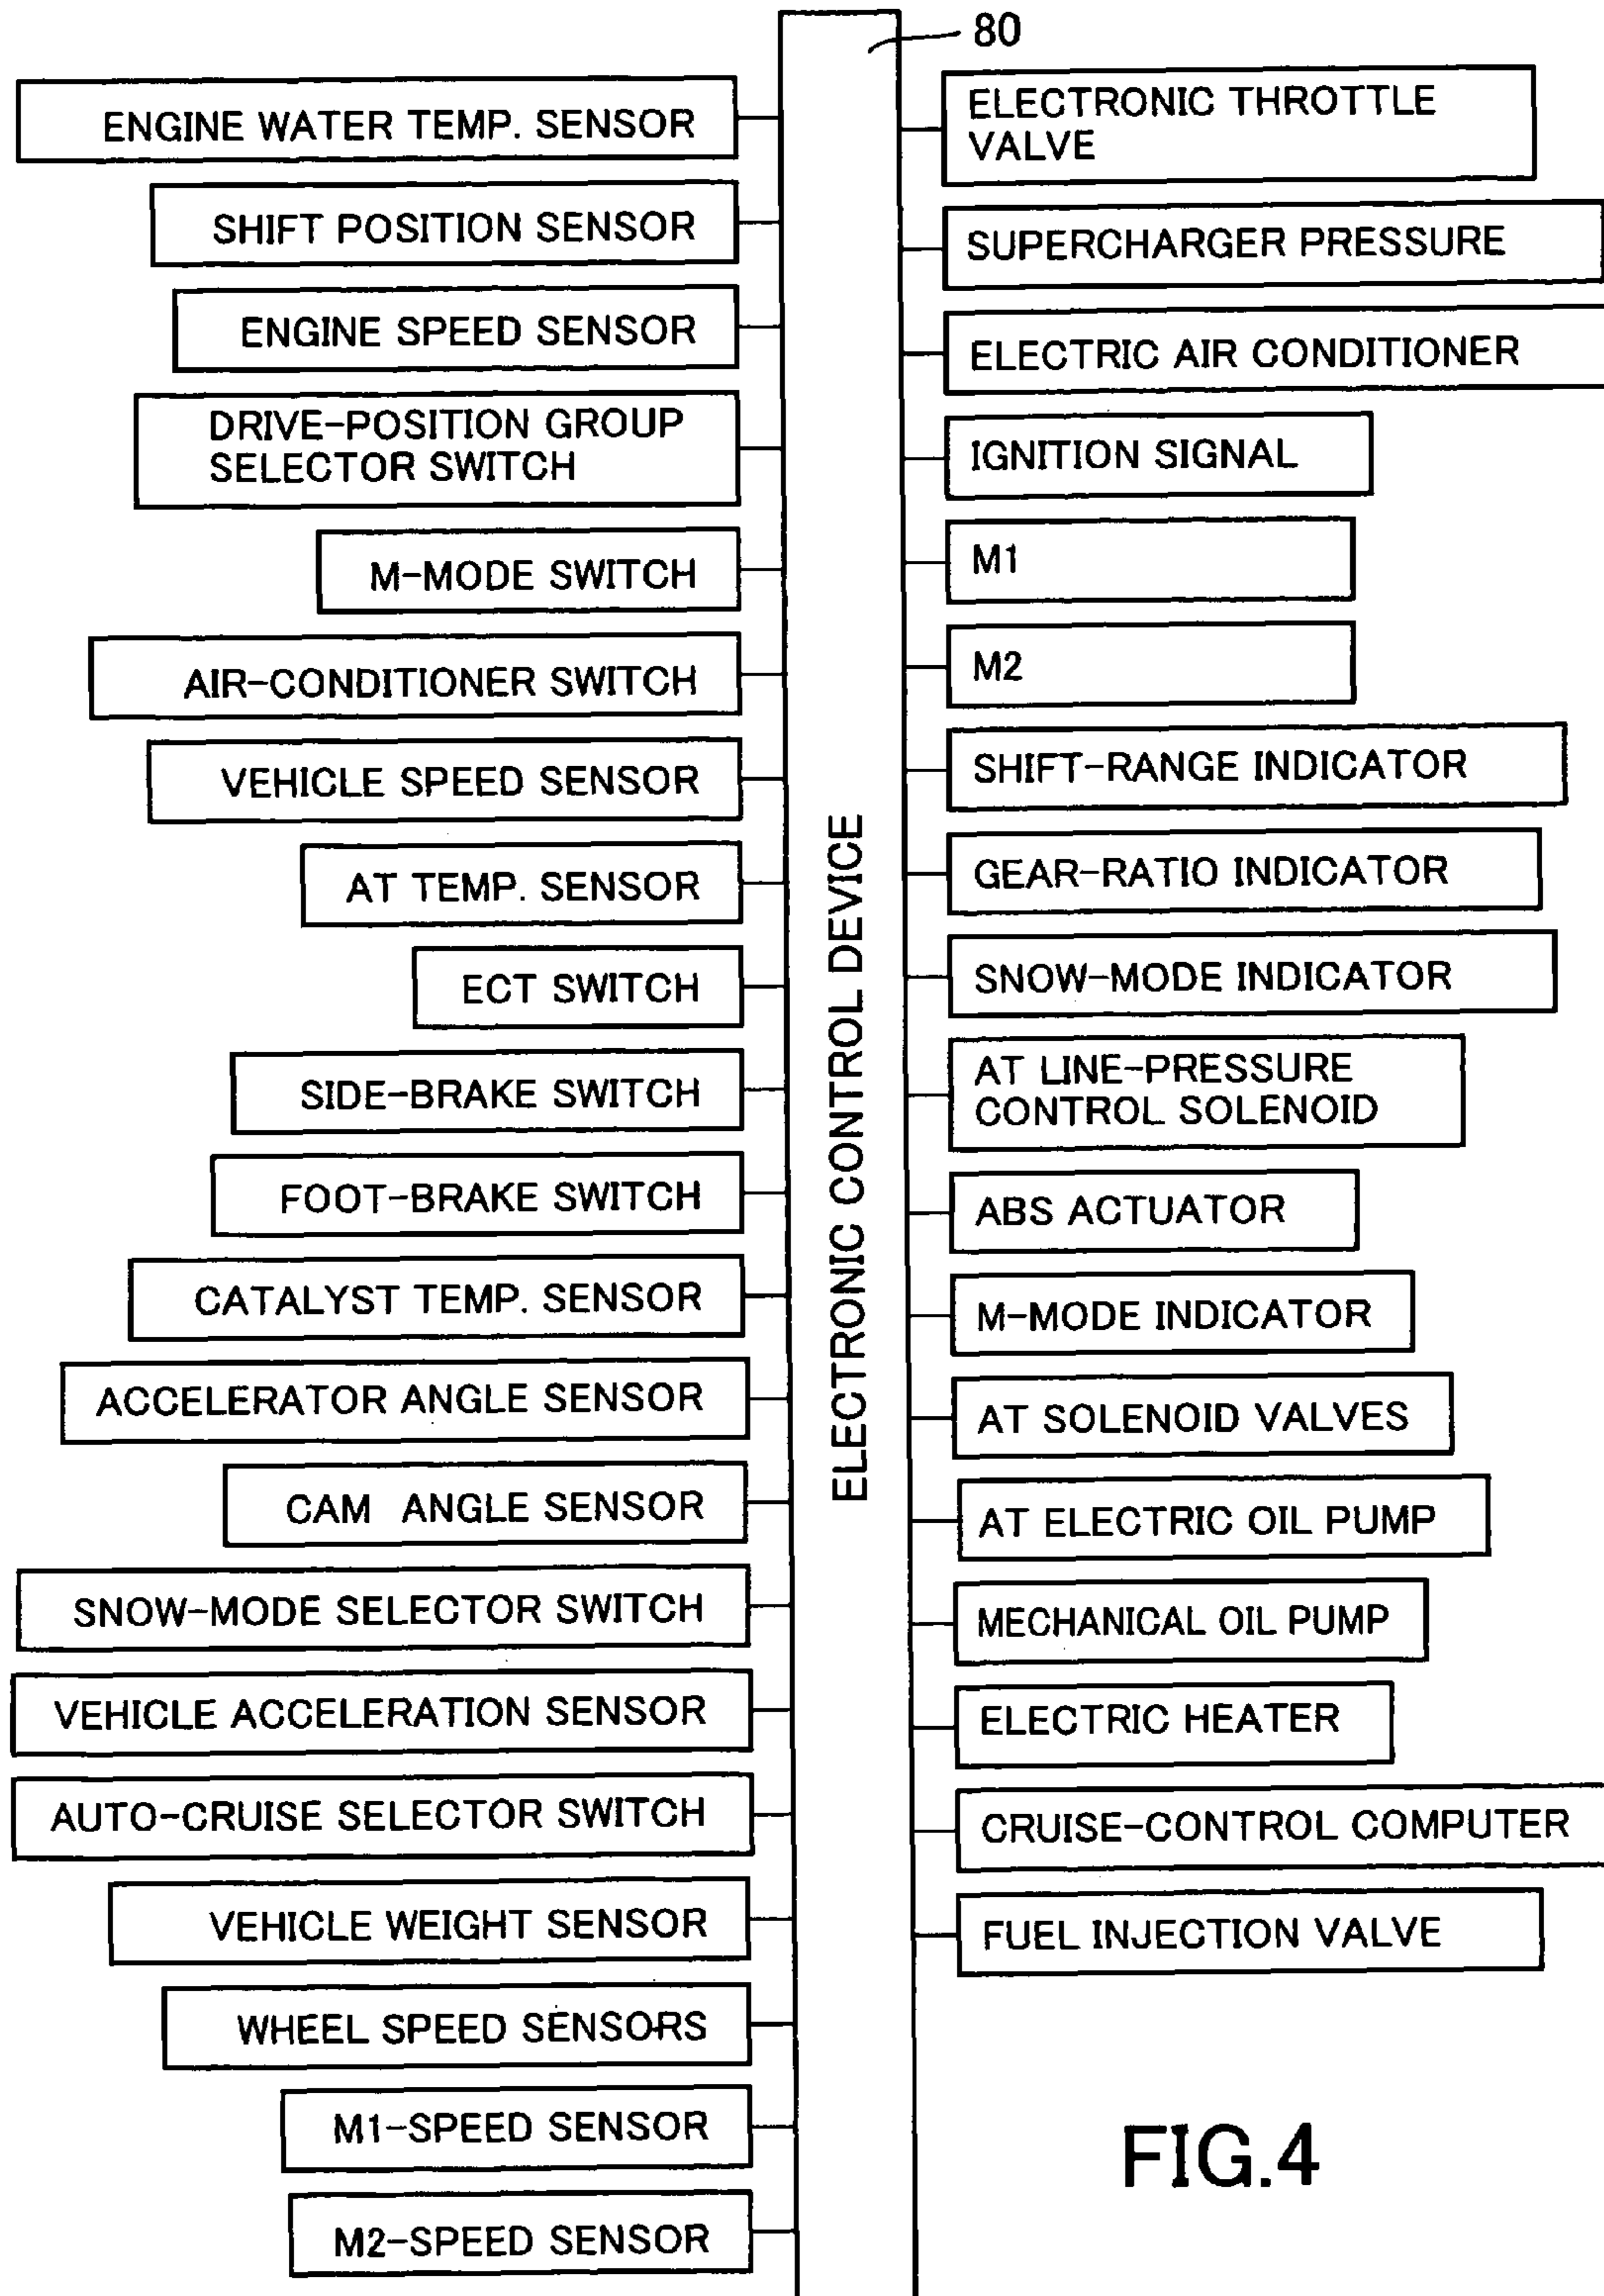 80
ENGINE WATER TEMP. SENSOR
SHIFT POSITION SENSOR
ENGINE SPEED SENSOR
DRIVE-POSITION GROUP
SELECTOR SWITCH
M-MODE SWITCH
AIR-CONDITIONER SWITCH
VEHICLE SPEED SENSOR
AT TEMP. SENSOR
ECT SWITCH
SIDE-BRAKE SWITCH
FOOT-BRAKE SWITCH
CATALYST TEMP. SENSOR
ACCELERATOR ANGLE SENSOR
CAM ANGLE SENSOR
SNOW-MODE SELECTOR SWITCH
VEHICLE ACCELERATION SENSOR
AUTO-CRUISE SELECTOR SWITCH
VEHICLE WEIGHT SENSOR
WHEEL SPEED SENSORS
M1-SPEED SENSOR
M2-SPEED SENSOR
ELECTRONIC CONTROL DEVICE
ELECTRONIC THROTTLE
VALVE
SUPERCHARGER PRESSURE
ELECTRIC AIR CONDITIONER
IGNITION SIGNAL
M1
M2
SHIFT-RANGE INDICATOR
GEAR-RATIO INDICATOR
SNOW-MODE INDICATOR
AT LINE-PRESSURE
CONTROL SOLENOID
ABS ACTUATOR
M-MODE INDICATOR
AT SOLENOID VALVES
AT ELECTRIC OIL PUMP
MECHANICAL OIL PUMP
ELECTRIC HEATER
CRUISE-CONTROL COMPUTER
FUEL INJECTION VALVE
FIG.4